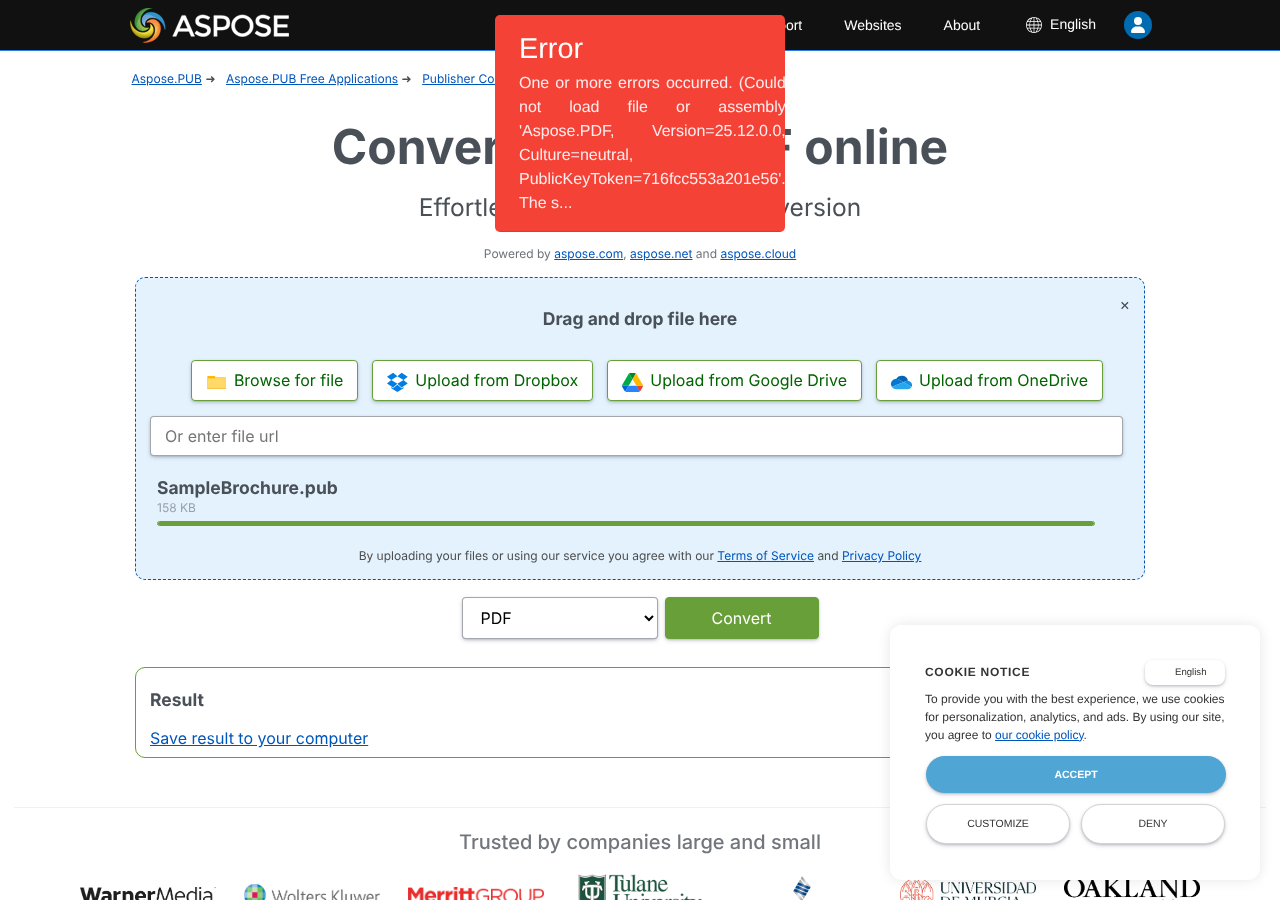 ASPOSE
ort
Websites
About
English
Error
One or more errors occurred. (Could
not load file or assembly
'Aspose.PDF, Version=25.12.0.0,
Culture=neutral,
PublicKeyToken=716fcc553a201e56'.
The s...
Aspose.PUB ➜ Aspose.PUB Free Applications ➜ Publisher Co
Conver F online
Effortle version
Powered by aspose.com, aspose.net and aspose.cloud
×
Drag and drop file here
Browse for file
Upload from Dropbox
Upload from Google Drive
Upload from OneDrive
Or enter file url
SampleBrochure.pub
158 KB
By uploading your files or using our service you agree with our Terms of Service and Privacy Policy
PDF
Convert
Result
Save result to your computer
COOKIE NOTICE
English
To provide you with the best experience, we use cookies
for personalization, analytics, and ads. By using our site,
you agree to our cookie policy.
ACCEPT
CUSTOMIZE
DENY
Trusted by companies large and small
WarnerMedia
Wolters Kluwer
Merritt GROUP
Tulane
University
UNIVERSIDAD
DE MURCIA
OAKLAND